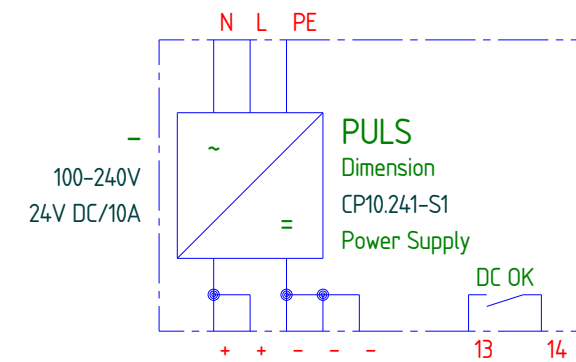 N L PE
PULS
Dimension
CP10.241-S1
Power Supply
-
100-240V
24V DC/10A
~
=
DC OK
+ + - - -
13 14